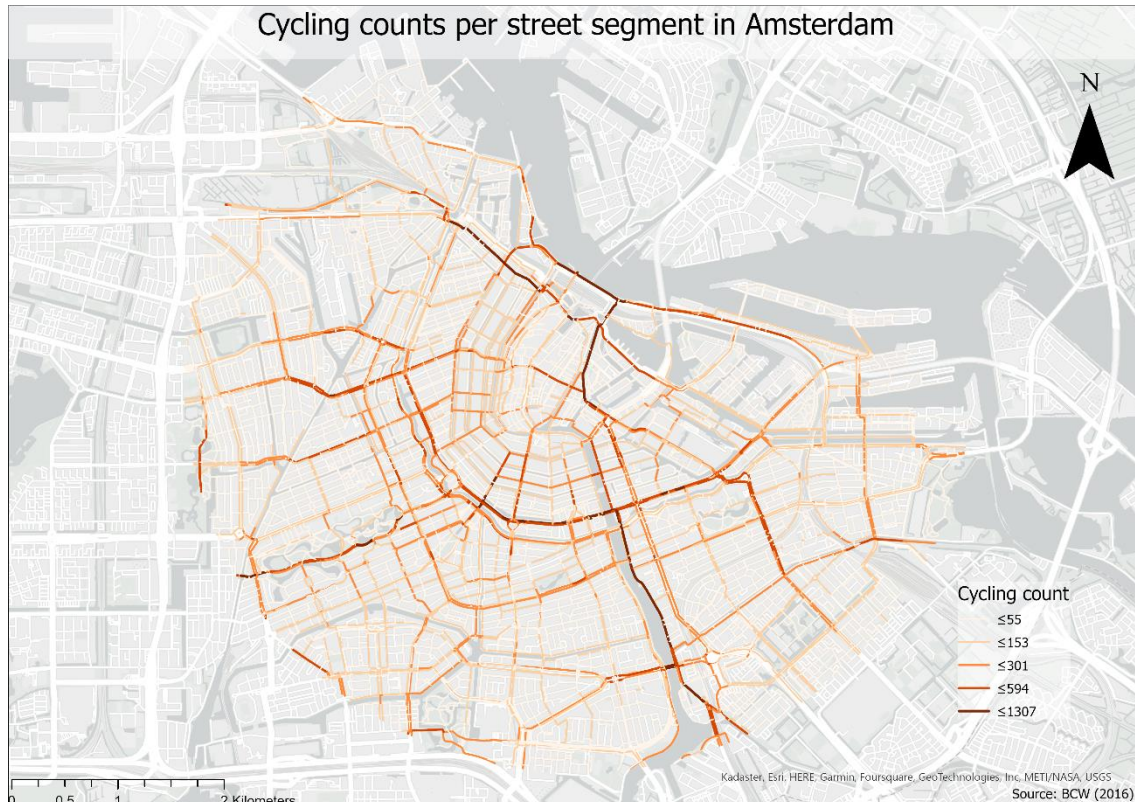 Cycling counts per street segment in Amsterdam
N
Cycling count
≤55
≤153
≤301
≤594
≤1307
Kadaster, Esri, HERE, Garmin, Foursquare, GeoTechnologies, Inc, METI/NASA, USGS
0 0.5 1 2 Kilometers
Source: BCW (2016)